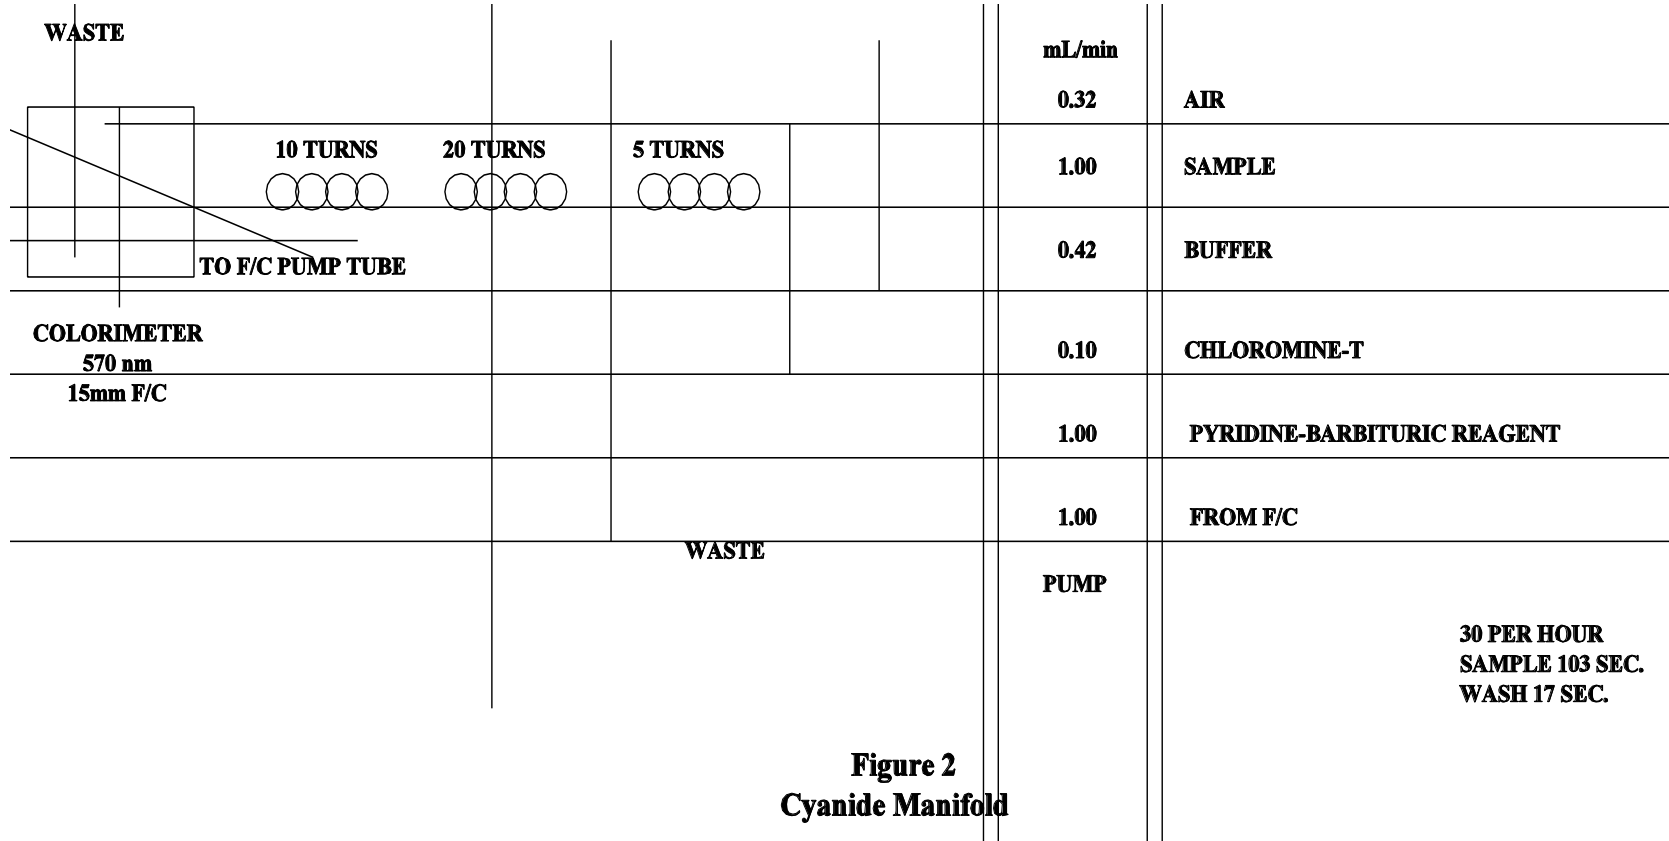 WASTE
mL/min
0.32 AIR
10 TURNS 20 TURNS 5 TURNS
1.00 SAMPLE
0.42 BUFFER
TO F/C PUMP TUBE
COLORIMETER
570 nm
15mm F/C
0.10 CHLOROMINE-T
1.00 PYRIDINE-BARBITURIC REAGENT
1.00 FROM F/C
WASTE
PUMP
30 PER HOUR
SAMPLE 103 SEC.
WASH 17 SEC.
Figure 2
Cyanide Manifold